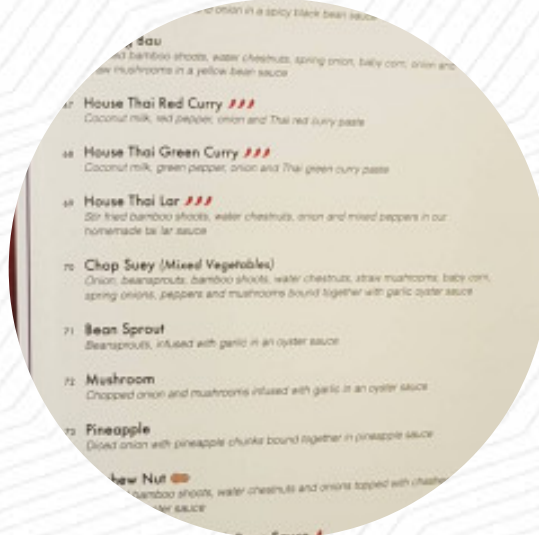 onion in a spicy black bean sauce
Bau
bamboo shoots, water chestnuts, spring onion, baby corn, onion and
mushrooms in a yellow bean sauce
House Thai Red Curry
Coconut milk, red pepper, onion and Thai red curry paste
68 House Thai Green Curry
Coconut milk, green pepper, onion and Thai green curry paste
69 House Thai Lar
Stir fried bamboo shoots, water chestnuts, onion and mixed peppers in our
homemade tai lar sauce
70 Chop Suey (Mixed Vegetables)
Onion, beansprouts, bamboo shoots, water chestnuts, straw mushrooms, baby corn,
spring onions, peppers and mushrooms bound together with garlic oyster sauce
71 Bean Sprout
Beansprouts, infused with garlic in an oyster sauce
72 Mushroom
Chopped onion and mushrooms infused with garlic in an oyster sauce
73 Pineapple
Diced onion with pineapple chunks bound together in pineapple sauce
Nut
bamboo shoots, water chestnuts and onions topped with
sauce